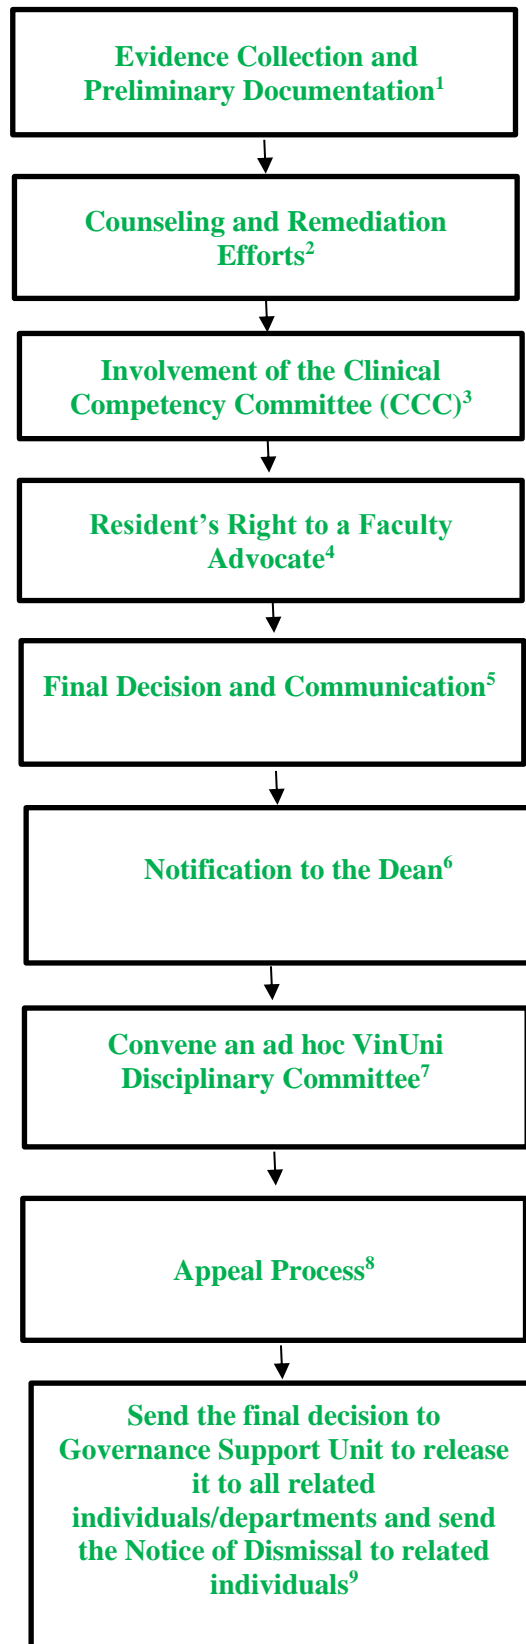 Evidence Collection and
Preliminary Documentation¹
Counseling and Remediation
Efforts²
Involvement of the Clinical
Competency Committee (CCC)³
Resident’s Right to a Faculty
Advocate⁴
Final Decision and Communication⁵
Notification to the Dean⁶
Convene an ad hoc VinUni
Disciplinary Committee⁷
Appeal Process⁸
Send the final decision to
Governance Support Unit to release
it to all related
individuals/departments and send
the Notice of Dismissal to related
individuals⁹